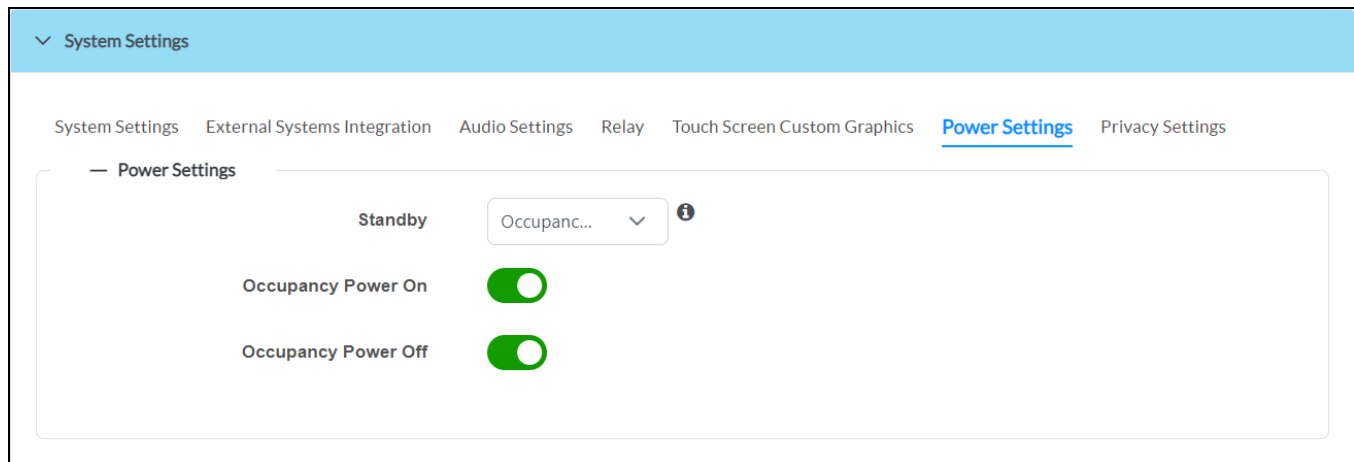 System Settings
System Settings External Systems Integration Audio Settings Relay Touch Screen Custom Graphics Power Settings Privacy Settings
Power Settings
Standby Occupanc...
Occupancy Power On
Occupancy Power Off